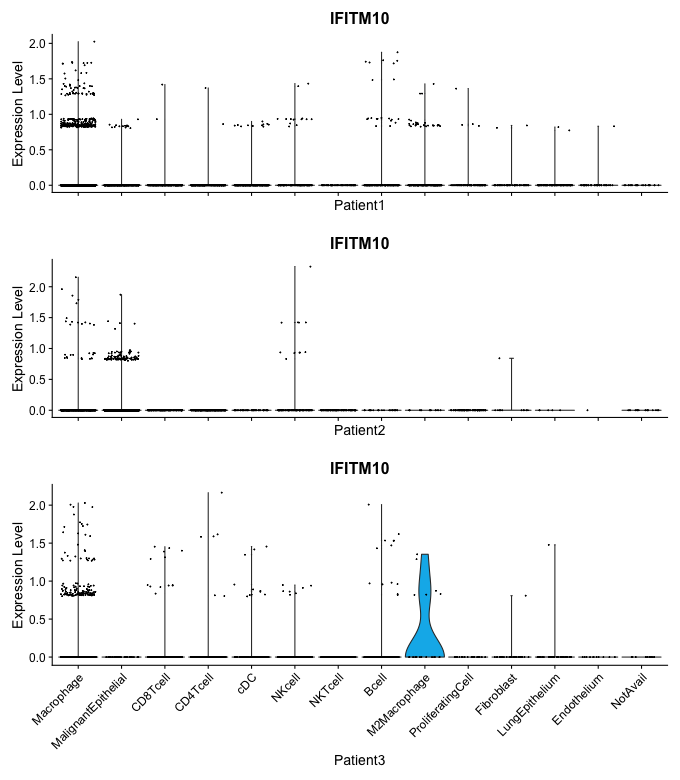 IFITM10
Expression Level
2.0
1.5
1.0
0.5
0.0
Patient1
IFITM10
Expression Level
2.0
1.5
1.0
0.5
0.0
Patient2
IFITM10
Expression Level
2.0
1.5
1.0
0.5
0.0
Macrophage
MalignantEpithelial
CD8Tcell
CD4Tcell
cDC
NKcell
NKTcell
Bcell
M2Macrophage
ProliferatingCell
Fibroblast
LungEpithelium
Endothelium
NotAvail
Patient3